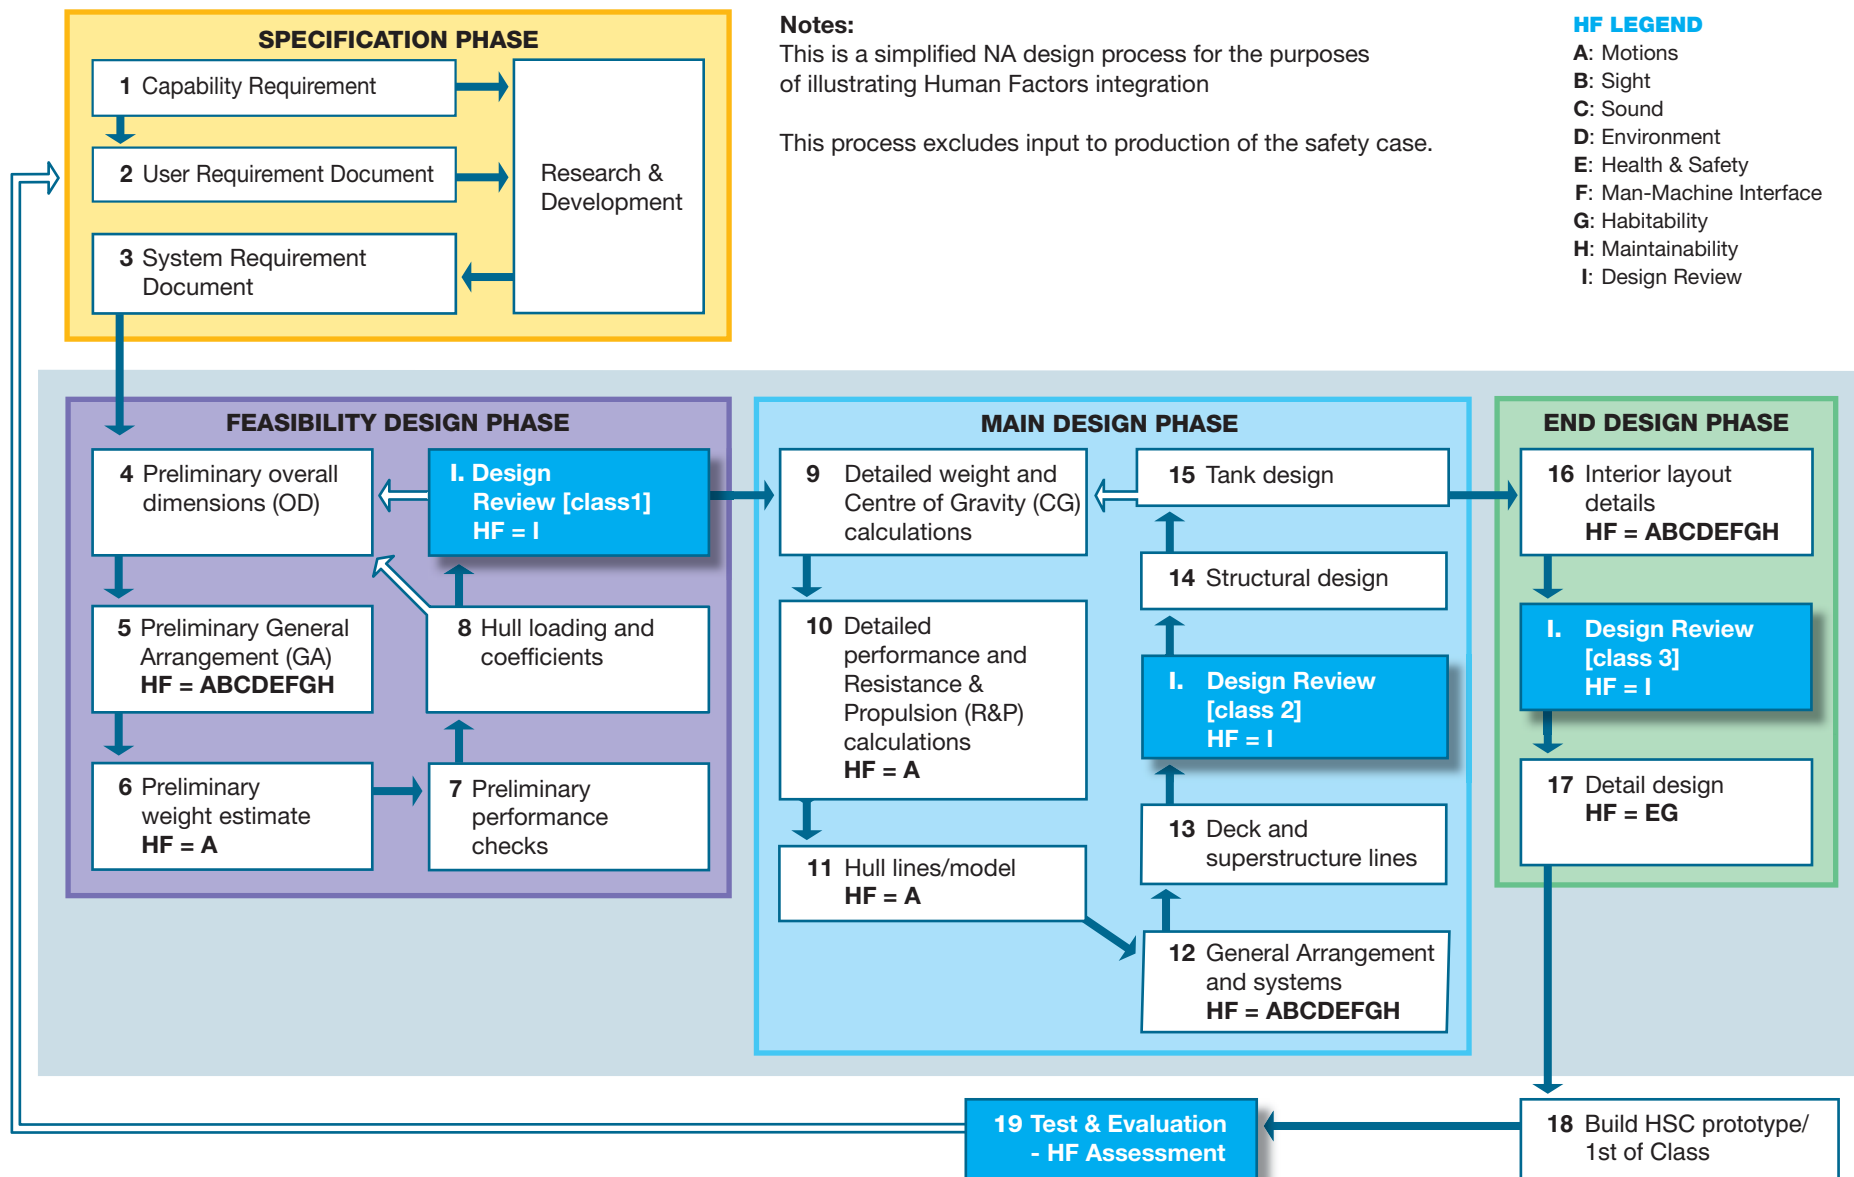 SPECIFICATION PHASE
1 Capability Requirement
2 User Requirement Document
3 System Requirement
Document
Research &
Development
Notes:
This is a simplified NA design process for the purposes
of illustrating Human Factors integration
This process excludes input to production of the safety case.
HF LEGEND
A: Motions
B: Sight
C: Sound
D: Environment
E: Health & Safety
F: Man-Machine Interface
G: Habitability
H: Maintainability
I: Design Review
FEASIBILITY DESIGN PHASE
4 Preliminary overall
dimensions (OD)
I. Design
Review [class1]
HF = I
5 Preliminary General
Arrangement (GA)
HF = ABCDEFGH
8 Hull loading and
coefficients
6 Preliminary
weight estimate
HF = A
7 Preliminary
performance
checks
MAIN DESIGN PHASE
9 Detailed weight and
Centre of Gravity (CG)
calculations
15 Tank design
14 Structural design
10 Detailed
performance and
Resistance &
Propulsion (R&P)
calculations
HF = A
I. Design Review
[class 2]
HF = I
11 Hull lines/model
HF = A
13 Deck and
superstructure lines
12 General Arrangement
and systems
HF = ABCDEFGH
END DESIGN PHASE
16 Interior layout
details
HF = ABCDEFGH
I. Design Review
[class 3]
HF = I
17 Detail design
HF = EG
19 Test & Evaluation
- HF Assessment
18 Build HSC prototype/
1st of Class